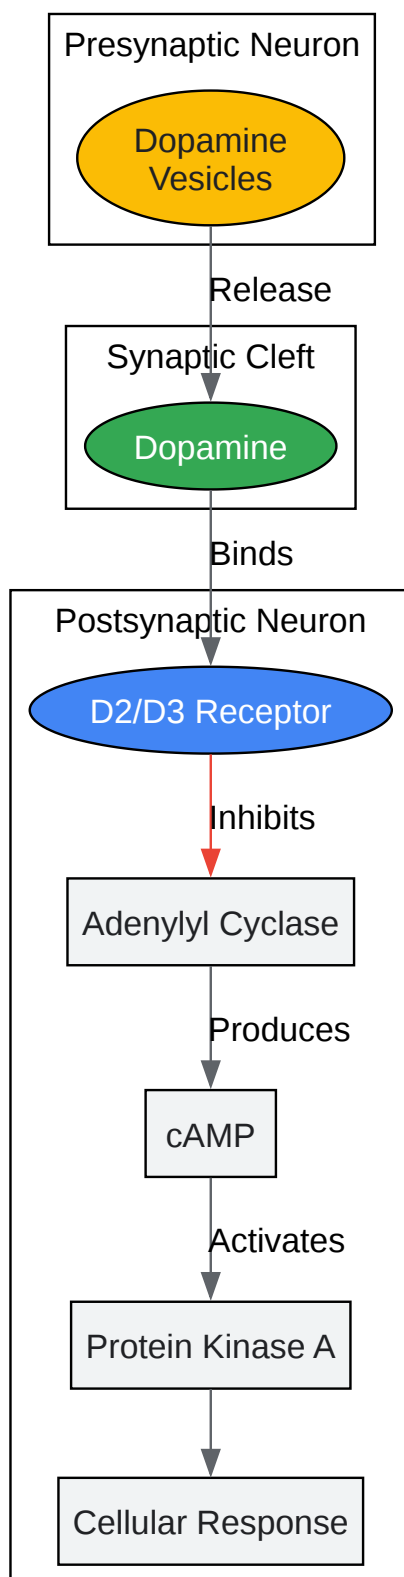 Presynaptic Neuron
Dopamine
Vesicles
Release
Synaptic Cleft
Dopamine
Binds
Postsynaptic Neuron
D2/D3 Receptor
Inhibits
Adenylyl Cyclase
Produces
cAMP
Activates
Protein Kinase A
Cellular Response